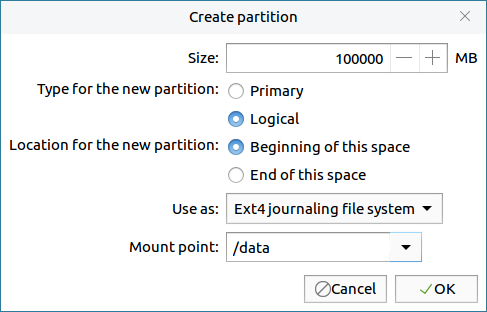 Create partition
Size: 100000 MB
Type for the new partition: Primary
Logical
Location for the new partition: Beginning of this space
End of this space
Use as: Ext4 journaling file system
Mount point: /data
Cancel OK